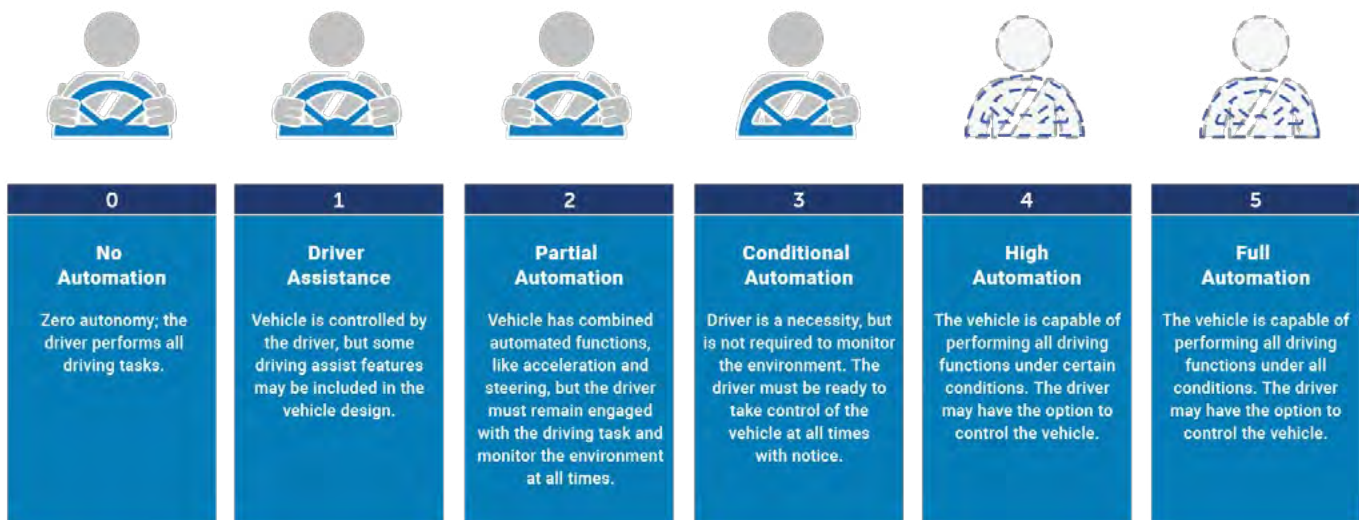 0
No
Automation
Zero autonomy; the
driver performs all
driving tasks.
1
Driver
Assistance
Vehicle is controlled by
the driver, but some
driving assist features
may be included in the
vehicle design.
2
Partial
Automation
Vehicle has combined
automated functions,
like acceleration and
steering, but the driver
must remain engaged
with the driving task and
monitor the environment
at all times.
3
Conditional
Automation
Driver is a necessity, but
is not required to monitor
the environment. The
driver must be ready to
take control of the
vehicle at all times
with notice.
4
High
Automation
The vehicle is capable of
performing all driving
functions under certain
conditions. The driver
may have the option to
control the vehicle.
5
Full
Automation
The vehicle is capable of
performing all driving
functions under all
conditions. The driver
may have the option to
control the vehicle.